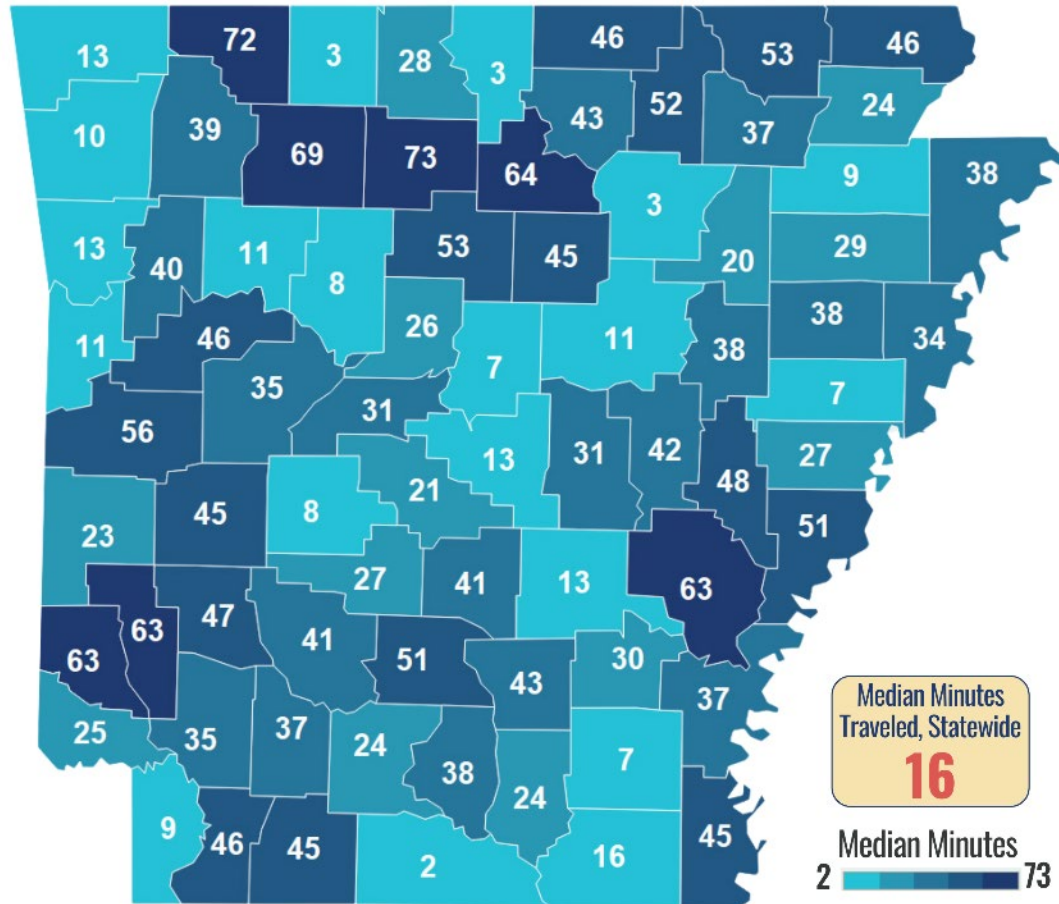 13 72 3 28 3 46 53 46
10 39 69 73 64 43 52 37 24
13 40 11 8 53 45 3 20 9 38
29
11 46 26 7 11 38 38 34
35 7
56 31 13 31 42 48 27
23 45 8 21 51
27 41 13 63
63 63 47 41 51 43 30 37
25 35 37 24 38 24 7
9 46 45 2 16 45
Median Minutes
Traveled, Statewide
16
Median Minutes
2 73